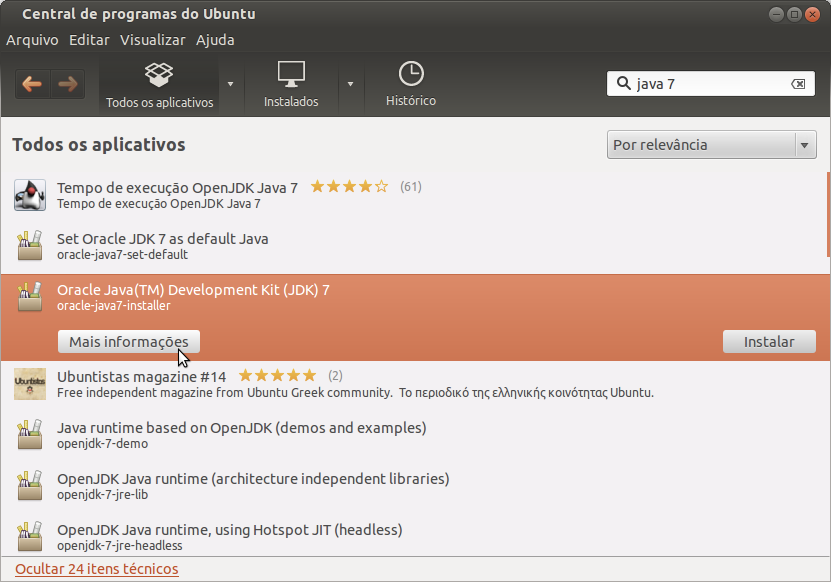 Central de programas do Ubuntu
Arquivo Editar Visualizar Ajuda
Todos os aplicativos
Instalados
Histórico
java 7
Todos os aplicativos
Por relevância
Tempo de execução OpenJDK Java 7 (61)
Tempo de execução OpenJDK Java 7
Set Oracle JDK 7 as default Java
oracle-java7-set-default
Oracle Java(TM) Development Kit (JDK) 7
oracle-java7-installer
Mais informações
Instalar
Ubuntistas
Ubuntistas magazine #14 (2)
Free independent magazine from Ubuntu Greek community. Το περιοδικό της ελληνικής κοινότητας Ubuntu.
Java runtime based on OpenJDK (demos and examples)
openjdk-7-demo
OpenJDK Java runtime (architecture independent libraries)
openjdk-7-jre-lib
OpenJDK Java runtime, using Hotspot JIT (headless)
openjdk-7-jre-headless
Ocultar 24 itens técnicos